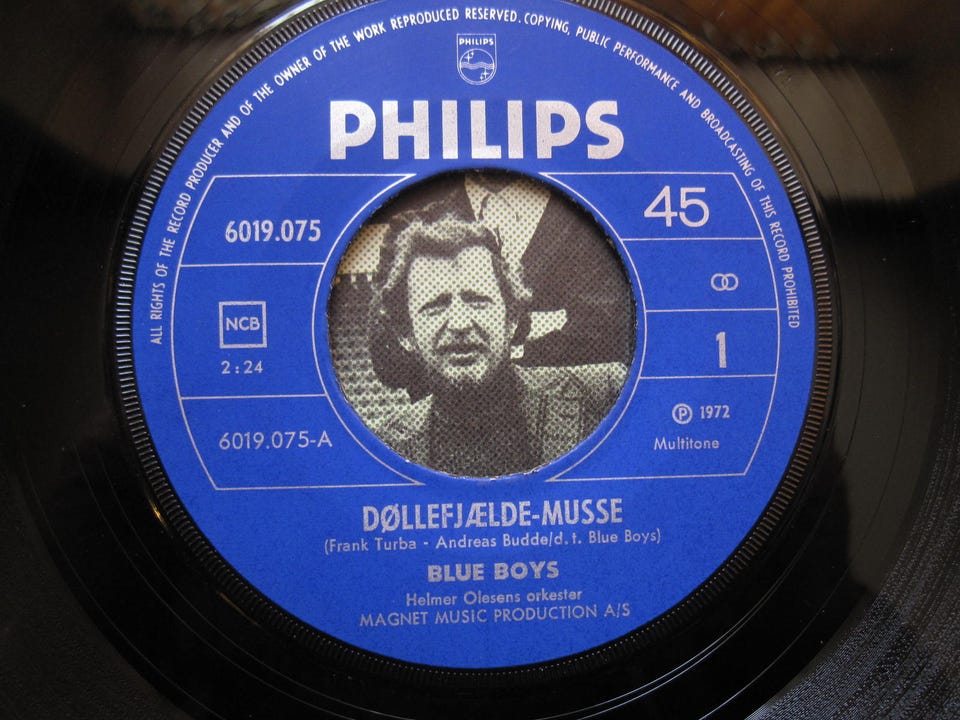 ALL RIGHTS OF THE RECORD PRODUCER AND OF THE OWNER OF THE WORK REPRODUCED RESERVED. COPYING, PUBLIC PERFORMANCE AND BROADCASTING OF THIS RECORD PROHIBITED
PHILIPS
PHILIPS
6019.075
45
NCB
2:24
1
Ⓟ 1972
6019.075-A
Multitone
DØLLEFJÆLDE-MUSSE
(Frank Turba - Andreas Budde/d.t. Blue Boys)
BLUE BOYS
Helmer Olesens orkester
MAGNET MUSIC PRODUCTION A/S